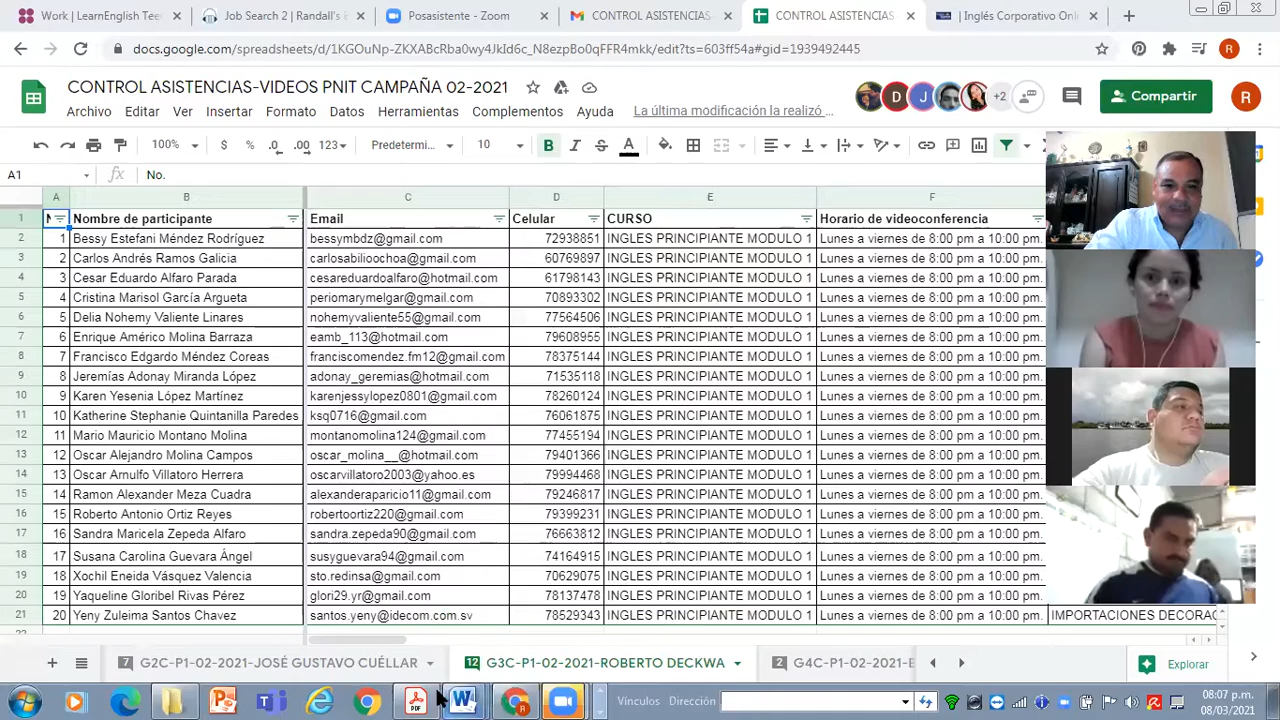 Work | LearnEnglish Tee
JobSearch 2 | Randall's i
Posasistente - Zoom
CONTROL ASISTENCIAS
CONTROL ASISTENCIAS
| Inglés Corporativo Onl
docs.google.com/spreadsheets/d/1KGOuNp-ZKXABcRba0wy4JkId6c_N8ezpBo0qFFR4mkk/edit?ts=603ff54a#gid=1939492445
R
CONTROL ASISTENCIAS-VIDEOS PNIT CAMPAÑA 02-2021
Archivo Editar Ver Insertar Formato Datos Herramientas Complementos Ayuda La última modificación la realizó ...
D J +2 Compartir R
100% $ % .0 .00 123 Predetermi... 10 B I S A
A1 fx No.
A B C D E F
1 N Nombre de participante Email Celular CURSO Horario de videoconferencia
2 1 Bessy Estefani Méndez Rodríguez bessymbdz@gmail.com 72938851 INGLES PRINCIPIANTE MODULO 1 Lunes a viernes de 8:00 pm a 10:00 pm.
3 2 Carlos Andrés Ramos Galicia carlosabilioochoa@gmail.com 60769897 INGLES PRINCIPIANTE MODULO 1 Lunes a viernes de 8:00 pm a 10:00 pm.
4 3 Cesar Eduardo Alfaro Parada cesareduardoalfaro@hotmail.com 61798143 INGLES PRINCIPIANTE MODULO 1 Lunes a viernes de 8:00 pm a 10:00 pm.
5 4 Cristina Marisol García Argueta periomarymelgar@gmail.com 70893302 INGLES PRINCIPIANTE MODULO 1 Lunes a viernes de 8:00 pm a 10:00 pm.
6 5 Delia Nohemy Valiente Linares nohemyvaliente55@gmail.com 77564506 INGLES PRINCIPIANTE MODULO 1 Lunes a viernes de 8:00 pm a 10:00 pm.
7 6 Enrique Américo Molina Barraza eamb_113@hotmail.com 79608955 INGLES PRINCIPIANTE MODULO 1 Lunes a viernes de 8:00 pm a 10:00 pm.
8 7 Francisco Edgardo Méndez Coreas franciscomendez.fm12@gmail.com 78375144 INGLES PRINCIPIANTE MODULO 1 Lunes a viernes de 8:00 pm a 10:00 pm.
9 8 Jeremías Adonay Miranda López adonay_geremias@hotmail.com 71535118 INGLES PRINCIPIANTE MODULO 1 Lunes a viernes de 8:00 pm a 10:00 pm.
10 9 Karen Yesenia López Martínez karenjessylopez0801@gmail.com 78260124 INGLES PRINCIPIANTE MODULO 1 Lunes a viernes de 8:00 pm a 10:00 pm.
11 10 Katherine Stephanie Quintanilla Paredes ksq0716@gmail.com 76061875 INGLES PRINCIPIANTE MODULO 1 Lunes a viernes de 8:00 pm a 10:00 pm.
12 11 Mario Mauricio Montano Molina montanomolina124@gmail.com 77455194 INGLES PRINCIPIANTE MODULO 1 Lunes a viernes de 8:00 pm a 10:00 pm.
13 12 Oscar Alejandro Molina Campos oscar_molina__@hotmail.com 79401366 INGLES PRINCIPIANTE MODULO 1 Lunes a viernes de 8:00 pm a 10:00 pm.
14 13 Oscar Arnulfo Villatoro Herrera oscarvillatoro2003@yahoo.es 79994468 INGLES PRINCIPIANTE MODULO 1 Lunes a viernes de 8:00 pm a 10:00 pm.
15 14 Ramon Alexander Meza Cuadra alexanderaparicio11@gmail.com 79246817 INGLES PRINCIPIANTE MODULO 1 Lunes a viernes de 8:00 pm a 10:00 pm.
16 15 Roberto Antonio Ortiz Reyes robertoortiz220@gmail.com 79399231 INGLES PRINCIPIANTE MODULO 1 Lunes a viernes de 8:00 pm a 10:00 pm.
17 16 Sandra Maricela Zepeda Alfaro sandra.zepeda90@gmail.com 76663812 INGLES PRINCIPIANTE MODULO 1 Lunes a viernes de 8:00 pm a 10:00 pm.
18 17 Susana Carolina Guevara Ángel susyguevara94@gmail.com 74164915 INGLES PRINCIPIANTE MODULO 1 Lunes a viernes de 8:00 pm a 10:00 pm.
19 18 Xochil Eneida Vásquez Valencia sto.redinsa@gmail.com 70629075 INGLES PRINCIPIANTE MODULO 1 Lunes a viernes de 8:00 pm a 10:00 pm.
20 19 Yaqueline Gloribel Rivas Pérez glori29.yr@gmail.com 78137478 INGLES PRINCIPIANTE MODULO 1 Lunes a viernes de 8:00 pm a 10:00 pm.
21 20 Yeny Zuleima Santos Chavez santos.yeny@idecom.com.sv 78529343 INGLES PRINCIPIANTE MODULO 1 Lunes a viernes de 8:00 pm a 10:00 pm. IMPORTACIONES DECORAC
7 G2C-P1-02-2021-JOSÉ GUSTAVO CUÉLLAR 12 G3C-P1-02-2021-ROBERTO DECKWA 2 G4C-P1-02-2021-E Explorar
Vínculos Dirección
08:07 p.m.
08/03/2021